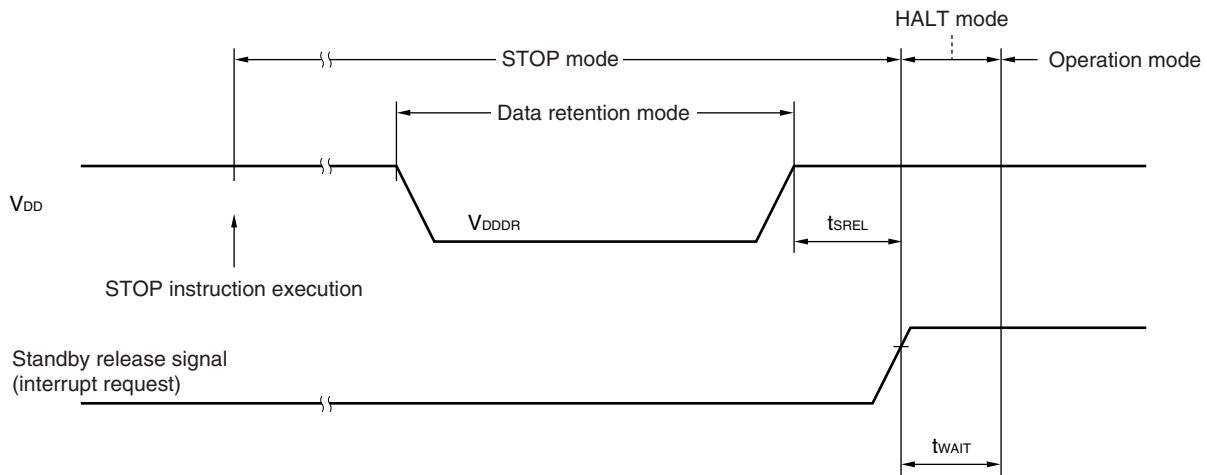 HALT mode
STOP mode
Operation mode
Data retention mode
VDD
VDDDR
tSREL
STOP instruction execution
Standby release signal
(interrupt request)
tWAIT